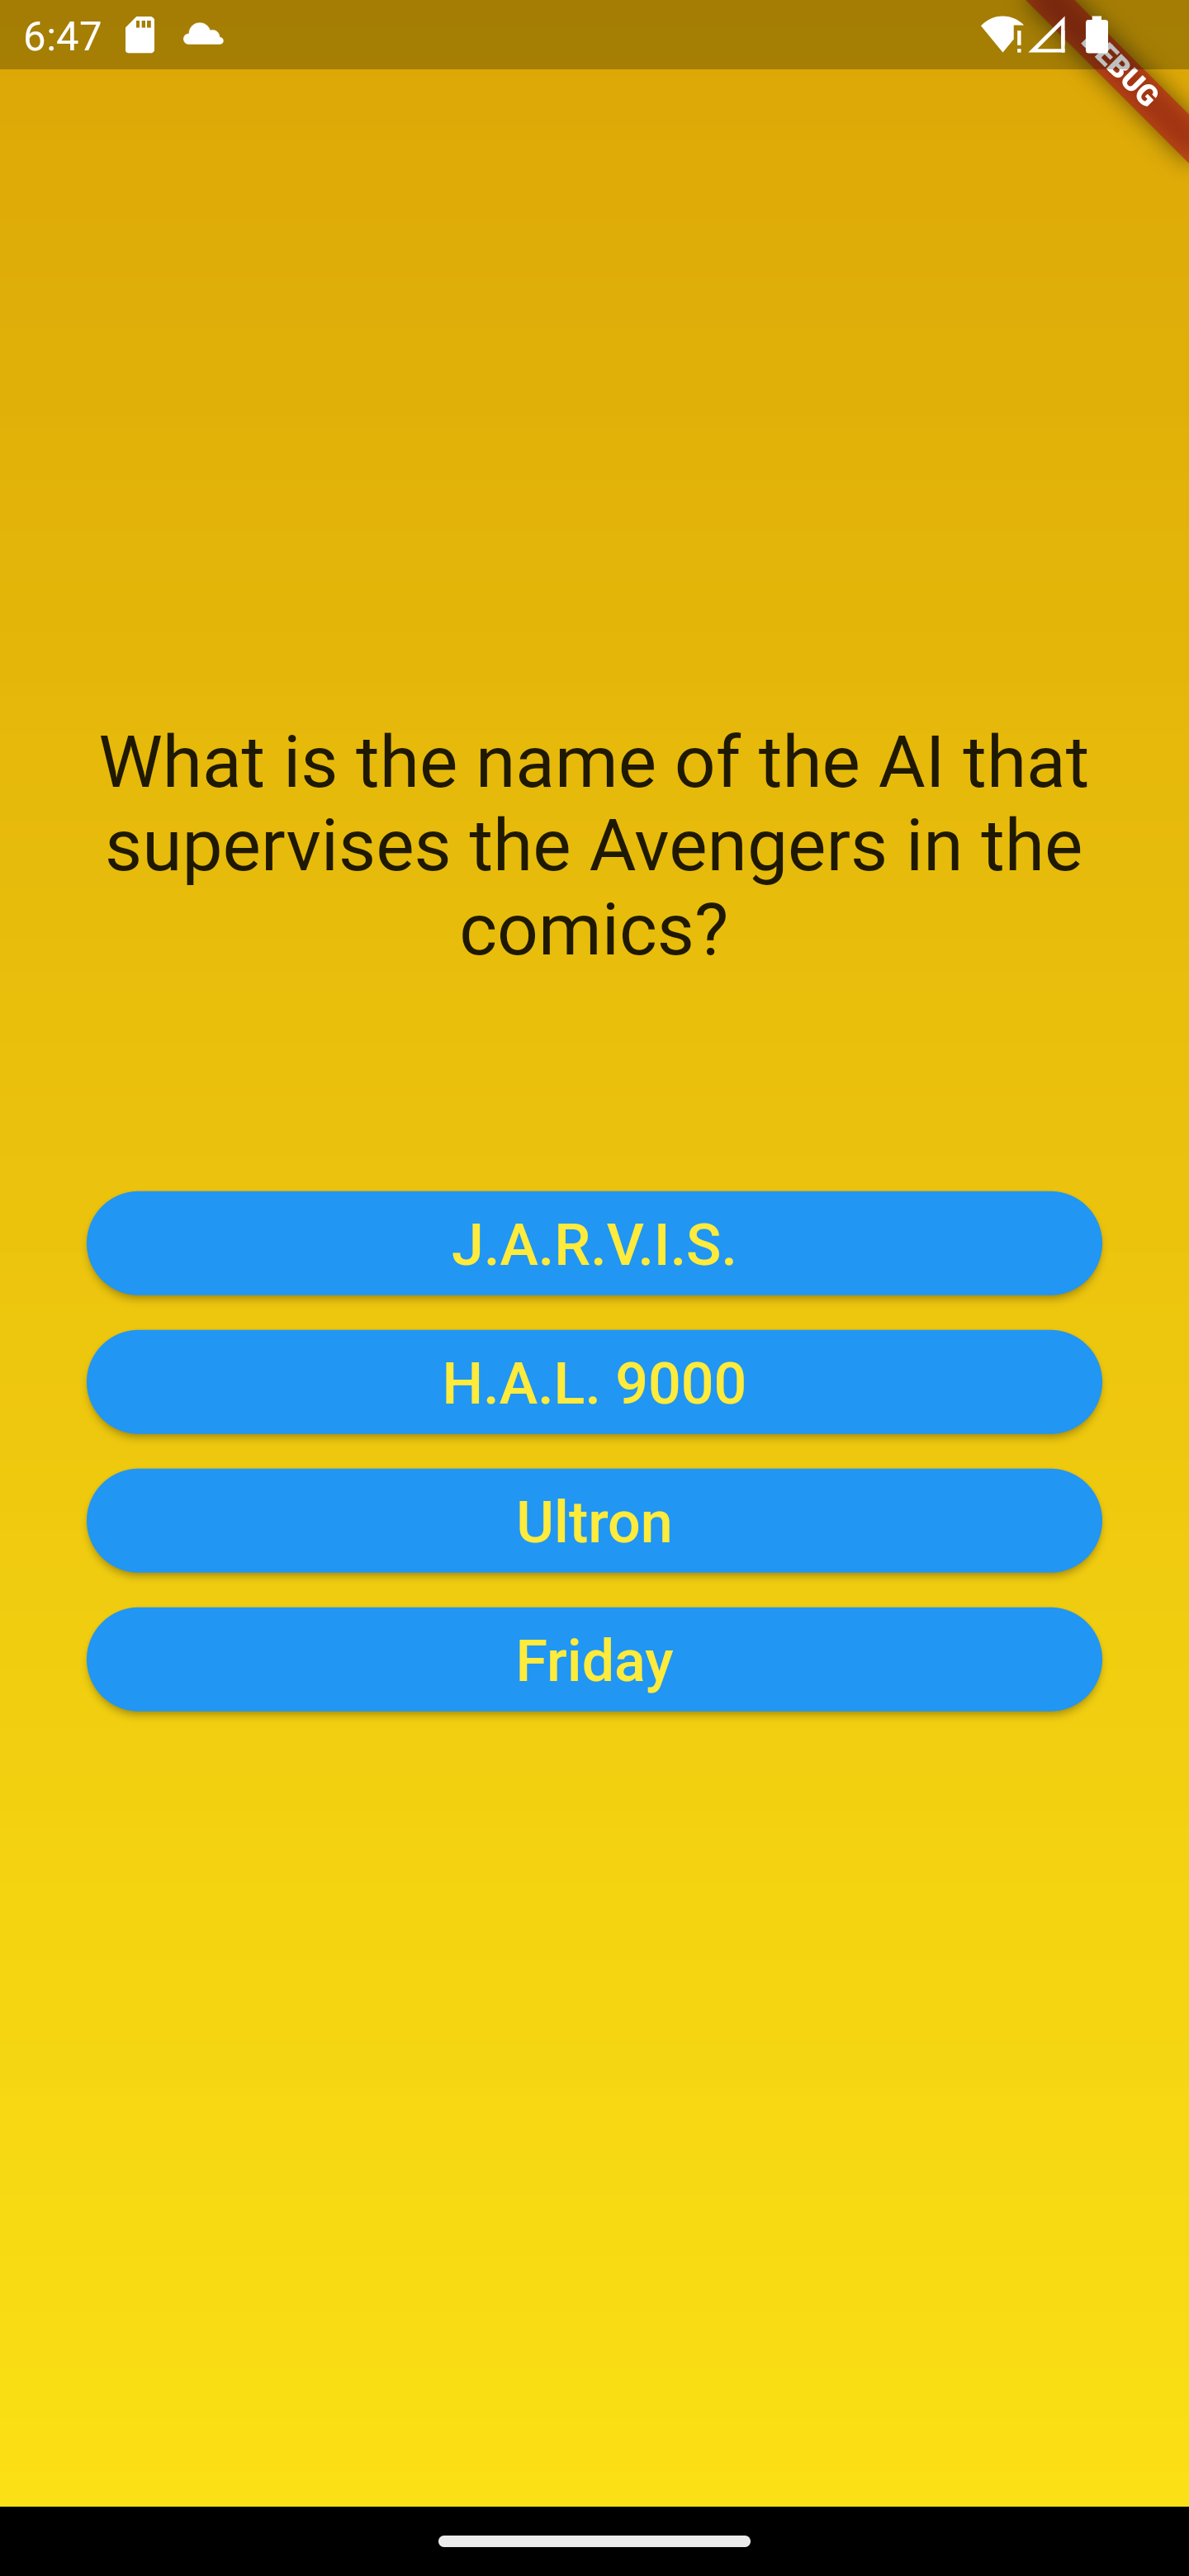 6:47
DEBUG
What is the name of the AI that
supervises the Avengers in the
comics?
J.A.R.V.I.S.
H.A.L. 9000
Ultron
Friday